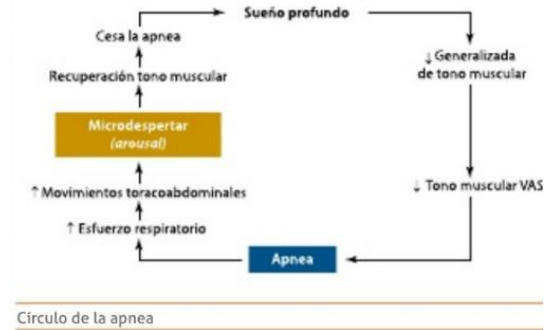 Sueño profundo
Cesa la apnea
↓ Generalizada
de tono muscular
Recuperación tono muscular
Microdespertar
(arousal)
↑ Movimientos toracoabdominales
↓ Tono muscular VAS
↑ Esfuerzo respiratorio
Apnea
Círculo de la apnea